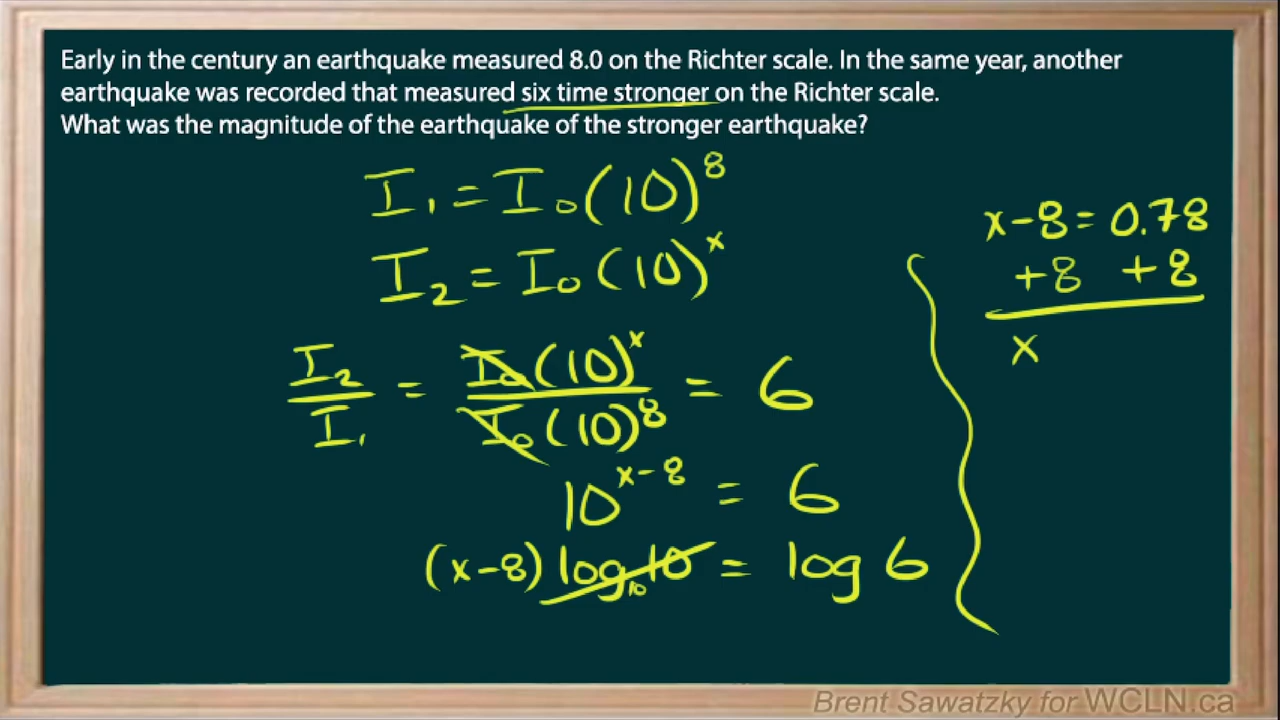 Early in the century an earthquake measured 8.0 on the Richter scale. In the same year, another
earthquake was recorded that measured six time stronger on the Richter scale.
What was the magnitude of the earthquake of the stronger earthquake?
I₁ = I₀(10)⁸
I₂ = I₀(10)ˣ
I₂/I₁ = I₀(10)ˣ/I₀(10)⁸ = 6
10ˣ⁻⁸ = 6
(x-8) log₁₀10 = log 6
x-8 = 0.78
+8 +8
x
Brent Sawatzky for WCLN.ca